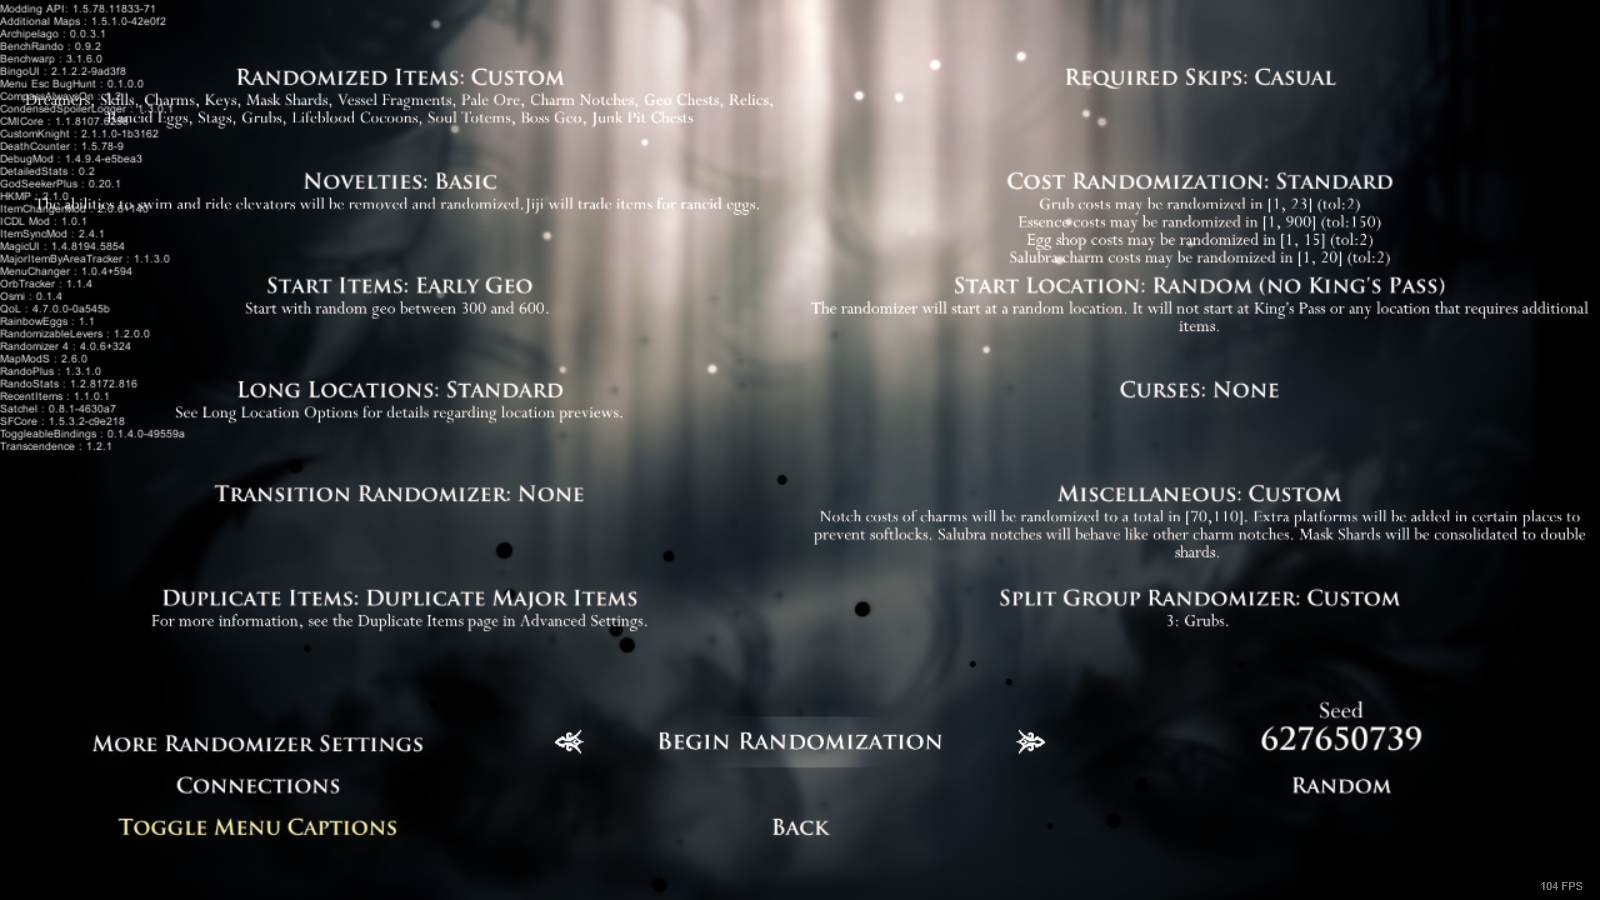 Modding API: 1.5.78.11833-71
Additional Maps : 1.5.1.0-42e0f2
Archipelago : 0.0.3.1
BenchRando : 0.9.2
Benchwarp : 3.1.6.0
BingoUI : 2.1.2.2-9ad3f8
Menu Esc BugHunt : 0.1.0.0
CompassAlwaysOn :
CondensedSpoilerLogger :
CMICore : 1.1.8107.6258
CustomKnight : 2.1.1.0-1b3162
DeathCounter : 1.5.78-9
DebugMod : 1.4.9.4-e5bea3
DetailedStats : 0.2
GodSeekerPlus : 0.20.1
HKMP : 2.1.0
ItemChangerMod :
ICDL Mod : 1.0.1
ItemSyncMod : 2.4.1
MagicUI : 1.4.8194.5854
MajorItemByAreaTracker : 1.1.3.0
MenuChanger : 1.0.4+594
OrbTracker : 1.1.4
Osmi : 0.1.4
QoL : 4.7.0.0-0a545b
RainbowEggs : 1.1
RandomizableLevers : 1.2.0.0
Randomizer 4 : 4.0.6+324
MapModS : 2.6.0
RandoPlus : 1.3.1.0
RandoStats : 1.2.8172.816
RecentItems : 1.1.0.1
Satchel : 0.8.1-4630a7
SFCore : 1.5.3.2-c9e218
ToggleableBindings : 0.1.4.0-49559a
Transcendence : 1.2.1
Randomized Items: Custom
Dreamers, Skills, Charms, Keys, Mask Shards, Vessel Fragments, Pale Ore, Charm Notches, Geo Chests, Relics,
Rancid Eggs, Stags, Grubs, Lifeblood Cocoons, Soul Totems, Boss Geo, Junk Pit Chests
Required Skips: Casual
Novelties: Basic
The abilities to swim and ride elevators will be removed and randomized.Jiji will trade items for rancid eggs.
Cost Randomization: Standard
Grub costs may be randomized in [1, 23] (tol:2)
Essence costs may be randomized in [1, 900] (tol:150)
Egg shop costs may be randomized in [1, 15] (tol:2)
Salubra charm costs may be randomized in [1, 20] (tol:2)
Start Items: Early Geo
Start with random geo between 300 and 600.
Start Location: Random (no King's Pass)
The randomizer will start at a random location. It will not start at King's Pass or any location that requires additional
items.
Long Locations: Standard
See Long Location Options for details regarding location previews.
Curses: None
Transition Randomizer: None
Miscellaneous: Custom
Notch costs of charms will be randomized to a total in [70,110]. Extra platforms will be added in certain places to
prevent softlocks. Salubra notches will behave like other charm notches. Mask Shards will be consolidated to double
shards.
Duplicate Items: Duplicate Major Items
For more information, see the Duplicate Items page in Advanced Settings.
Split Group Randomizer: Custom
3: Grubs.
More Randomizer Settings
Connections
Toggle Menu Captions
Begin Randomization
Back
Seed
627650739
Random
104 FPS